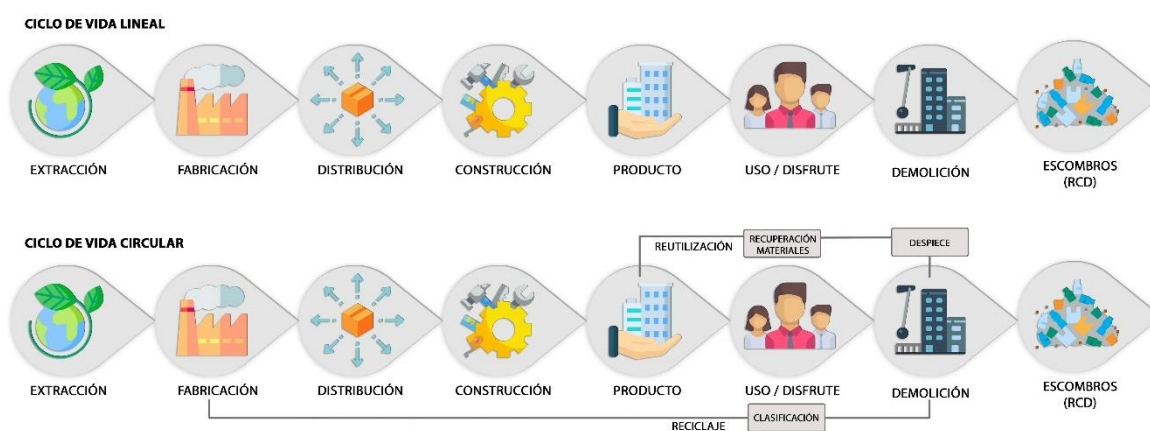 CICLO DE VIDA LINEAL
EXTRACCIÓN
FABRICACIÓN
DISTRIBUCIÓN
CONSTRUCCIÓN
PRODUCTO
USO / DISFRUTE
DEMOLICIÓN
ESCOMBROS
(RCD)
CICLO DE VIDA CIRCULAR
REUTILIZACIÓN
RECUPERACIÓN
MATERIALES
DESPIECE
EXTRACCIÓN
FABRICACIÓN
DISTRIBUCIÓN
CONSTRUCCIÓN
PRODUCTO
USO / DISFRUTE
DEMOLICIÓN
ESCOMBROS
(RCD)
RECICLAJE
CLASIFICACIÓN